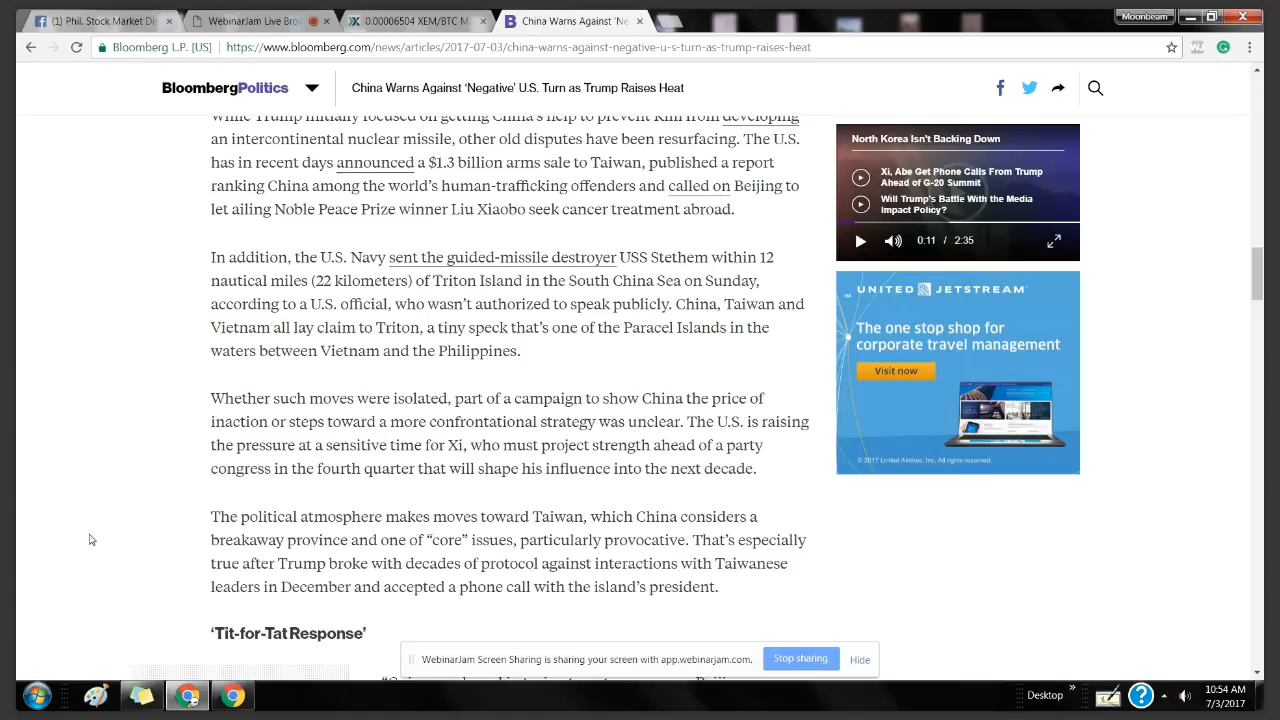 (1) Phil. Stock Market Di
WebinarJam Live Bro
0.00006504 XVG/BTC | Bi
China Warns Against 'Ne
Moonbeam
Bloomberg L.P. [US]
https://www.bloomberg.com/news/articles/2017-07-03/china-warns-against-negative-u-s-turn-as-trump-raises-heat
BloombergPolitics
China Warns Against ‘Negative’ U.S. Turn as Trump Raises Heat
While Trump initially focused on getting China’s help to prevent Kim from developing
an intercontinental nuclear missile, other old disputes have been resurfacing. The U.S.
has in recent days announced a $1.3 billion arms sale to Taiwan, published a report
ranking China among the world’s human-trafficking offenders and called on Beijing to
let ailing Noble Peace Prize winner Liu Xiaobo seek cancer treatment abroad.
In addition, the U.S. Navy sent the guided-missile destroyer USS Stethem within 12
nautical miles (22 kilometers) of Triton Island in the South China Sea on Sunday,
according to a U.S. official, who wasn’t authorized to speak publicly. China, Taiwan and
Vietnam all lay claim to Triton, a tiny speck that’s one of the Paracel Islands in the
waters between Vietnam and the Philippines.
Whether such moves were isolated, part of a campaign to show China the price of
inaction or steps toward a more confrontational strategy was unclear. The U.S. is raising
the pressure at a sensitive time for Xi, who must project strength ahead of a party
congress in the fourth quarter that will shape his influence into the next decade.
The political atmosphere makes moves toward Taiwan, which China considers a
breakaway province and one of “core” issues, particularly provocative. That’s especially
true after Trump broke with decades of protocol against interactions with Taiwanese
leaders in December and accepted a phone call with the island’s president.
‘Tit-for-Tat Response’
North Korea Isn't Backing Down
Xi, Abe Get Phone Calls From Trump
Ahead of G-20 Summit
Will Trump's Battle With the Media
Impact Policy?
0:11 / 2:35
UNITED JETSTREAM
The one stop shop for
corporate travel management
Visit now
© 2017 United Airlines, Inc. All rights reserved.
WebinarJam Screen Sharing is sharing your screen with app.webinarjam.com.
Stop sharing
Hide
Desktop
10:54 AM
7/3/2017